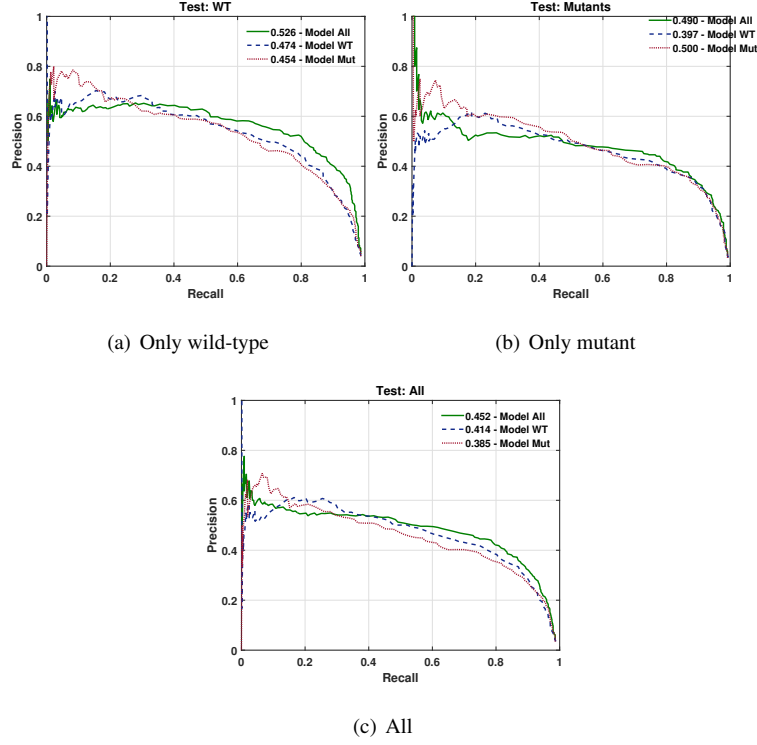 Test: WT
0.526 - Model All
0.474 - Model WT
0.454 - Model Mut
1
0.8
0.6
0.4
0.2
0
Precision
0 0.2 0.4 0.6 0.8 1
Recall
(a) Only wild-type
Test: Mutants
0.490 - Model All
0.397 - Model WT
0.500 - Model Mut
1
0.8
0.6
0.4
0.2
0
Precision
0 0.2 0.4 0.6 0.8 1
Recall
(b) Only mutant
Test: All
0.452 - Model All
0.414 - Model WT
0.385 - Model Mut
1
0.8
0.6
0.4
0.2
0
Precision
0 0.2 0.4 0.6 0.8 1
Recall
(c) All